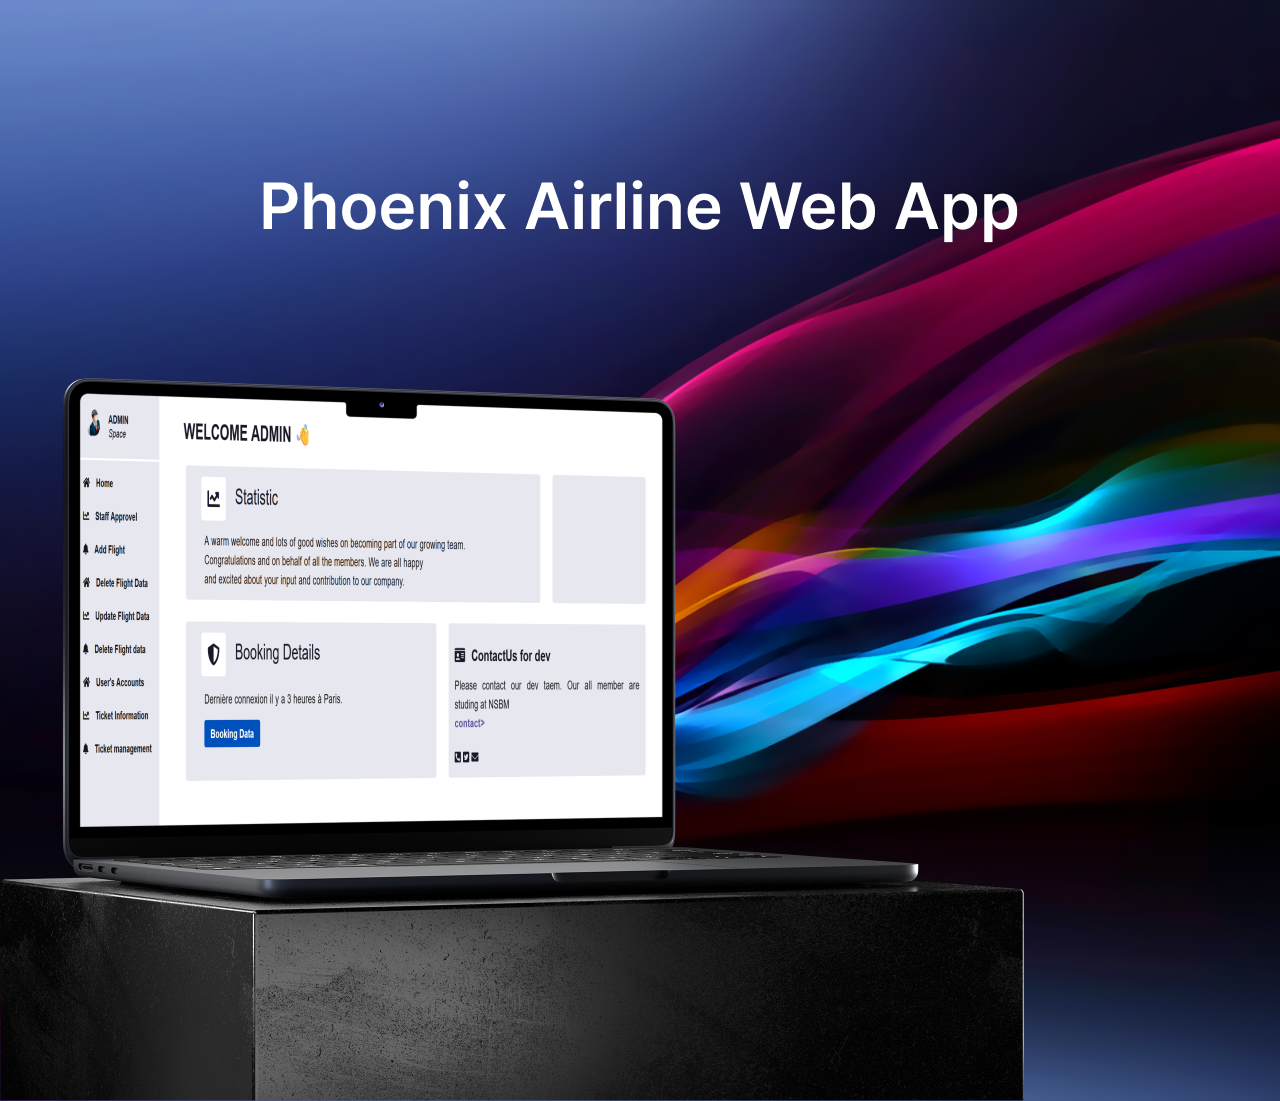 Phoenix Airline Web App
ADMIN
Space
Home
Staff Approvel
Add Flight
Delete Flight Data
Update Flight Data
Delete Flight data
User's Accounts
Ticket Information
Ticket management
WELCOME ADMIN 👋
Statistic
A warm welcome and lots of good wishes on becoming part of our growing team.
Congratulations and on behalf of all the members. We are all happy
and excited about your input and contribution to our company.
Booking Details
Dernière connexion il y a 3 heures à Paris.
Booking Data
ContactUs for dev
Please contact our dev taem. Our all member are
studing at NSBM
contact>